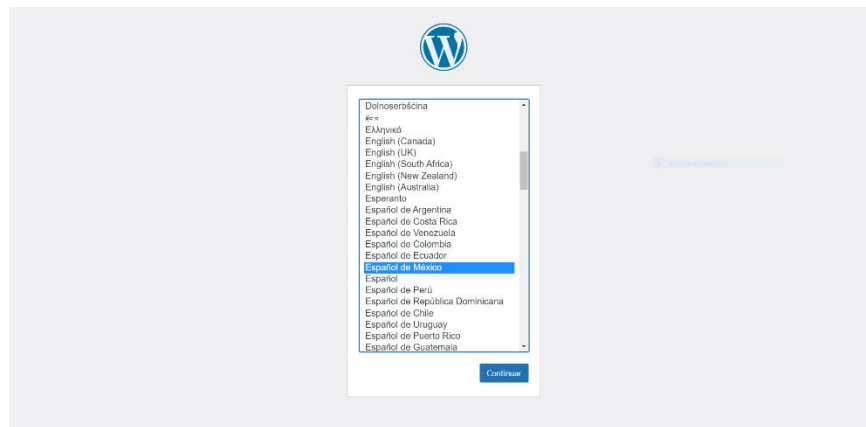 Dolnoserbšćina
Ελληνικά
English (Canada)
English (UK)
English (South Africa)
English (New Zealand)
English (Australia)
Esperanto
Español de Argentina
Español de Costa Rica
Español de Venezuela
Español de Colombia
Español de Ecuador
Español de México
Español
Español de Perú
Español de República Dominicana
Español de Chile
Español de Uruguay
Español de Puerto Rico
Español de Guatemala
Continuar